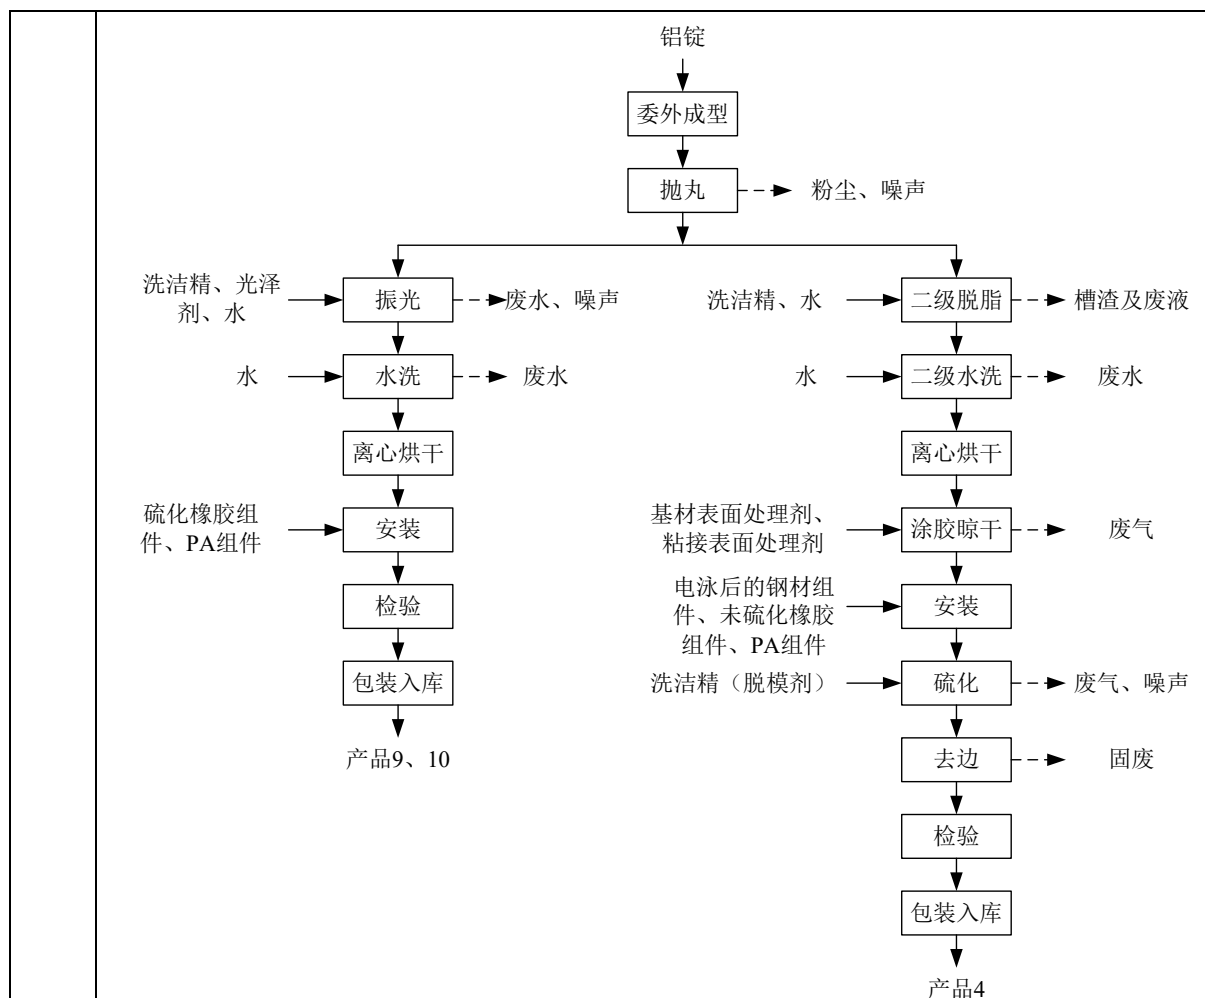 铝锭
委外成型
抛丸
粉尘、噪声
洗洁精、光泽
剂、水
振光
废水、噪声
洗洁精、水
二级脱脂
槽渣及废液
水
水洗
废水
水
二级水洗
废水
离心烘干
离心烘干
硫化橡胶组
件、PA组件
安装
基材表面处理剂、
粘接表面处理剂
涂胶晾干
废气
检验
电泳后的钢材组
件、未硫化橡胶
组件、PA组件
安装
包装入库
洗洁精（脱模剂）
硫化
废气、噪声
产品9、10
去边
固废
检验
包装入库
产品4